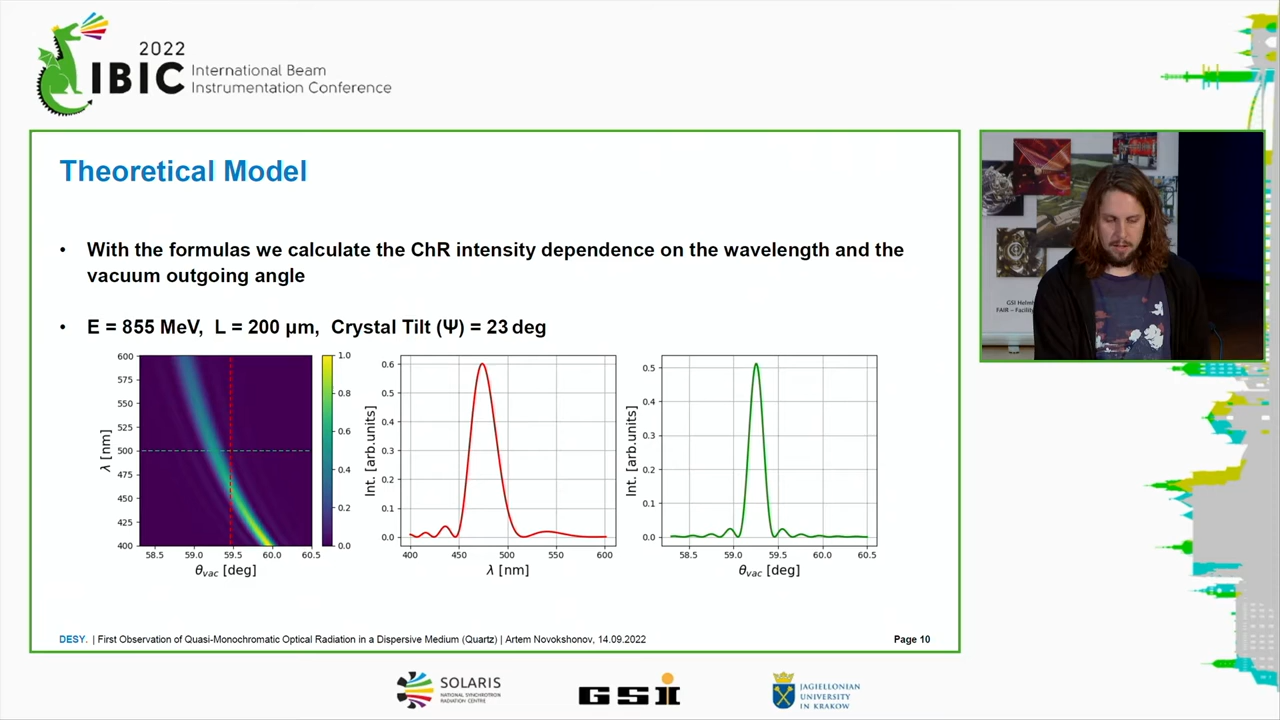 2022
IBIC
International Beam
Instrumentation Conference
Theoretical Model
• With the formulas we calculate the ChR intensity dependence on the wavelength and the
vacuum outgoing angle
• E = 855 MeV, L = 200 μm, Crystal Tilt (Ψ) = 23 deg
600
575
550
500
475
450
425
400
λ [nm]
58.5 59.0 59.5 60.0 60.5
θvac [deg]
1.0
0.8
0.6
0.4
0.2
0.0
Int. [arb.units]
0.6
0.5
0.4
0.3
0.2
0.1
0.0
400 450 500 550 600
λ [nm]
Int. [arb.units]
0.5
0.4
0.3
0.2
0.1
0.0
58.5 59.0 59.5 60.0 60.5
θvac [deg]
DESY. | First Observation of Quasi-Monochromatic Optical Radiation in a Dispersive Medium (Quartz) | Artem Novokshonov, 14.09.2022
Page 10
GSI Helm
FAIR – Facility
SOLARIS
NATIONAL SYNCHROTRON
RADIATION CENTRE
GSI
JAGIELLONIAN
UNIVERSITY
IN KRAKOW